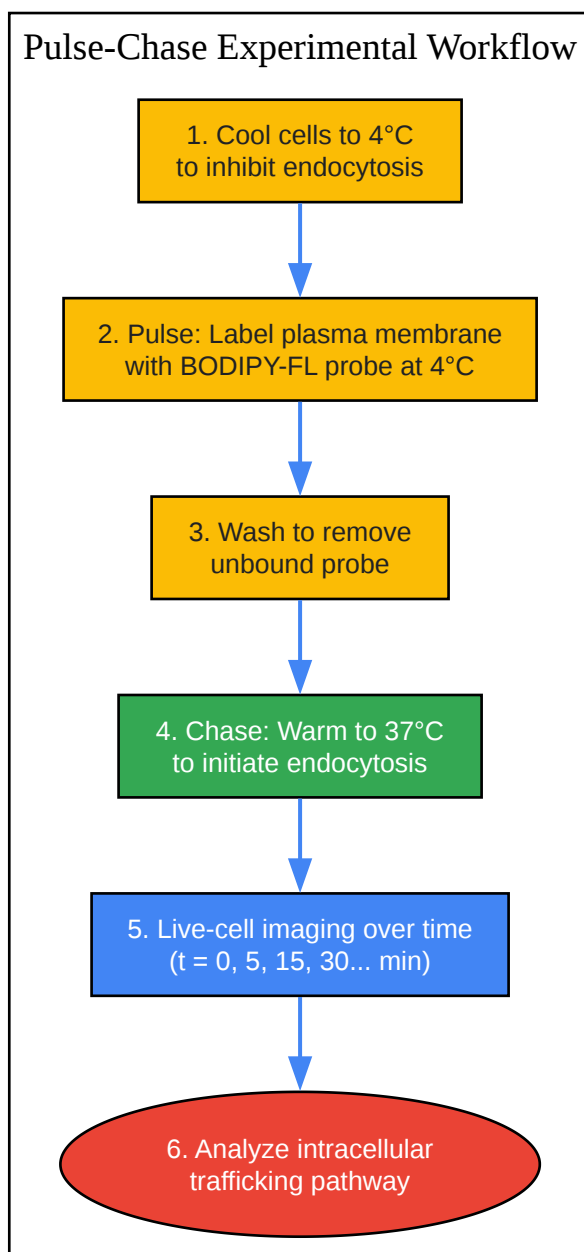 Pulse-Chase Experimental Workflow
1. Cool cells to 4°C
to inhibit endocytosis
2. Pulse: Label plasma membrane
with BODIPY-FL probe at 4°C
3. Wash to remove
unbound probe
4. Chase: Warm to 37°C
to initiate endocytosis
5. Live-cell imaging over time
(t = 0, 5, 15, 30... min)
6. Analyze intracellular
trafficking pathway